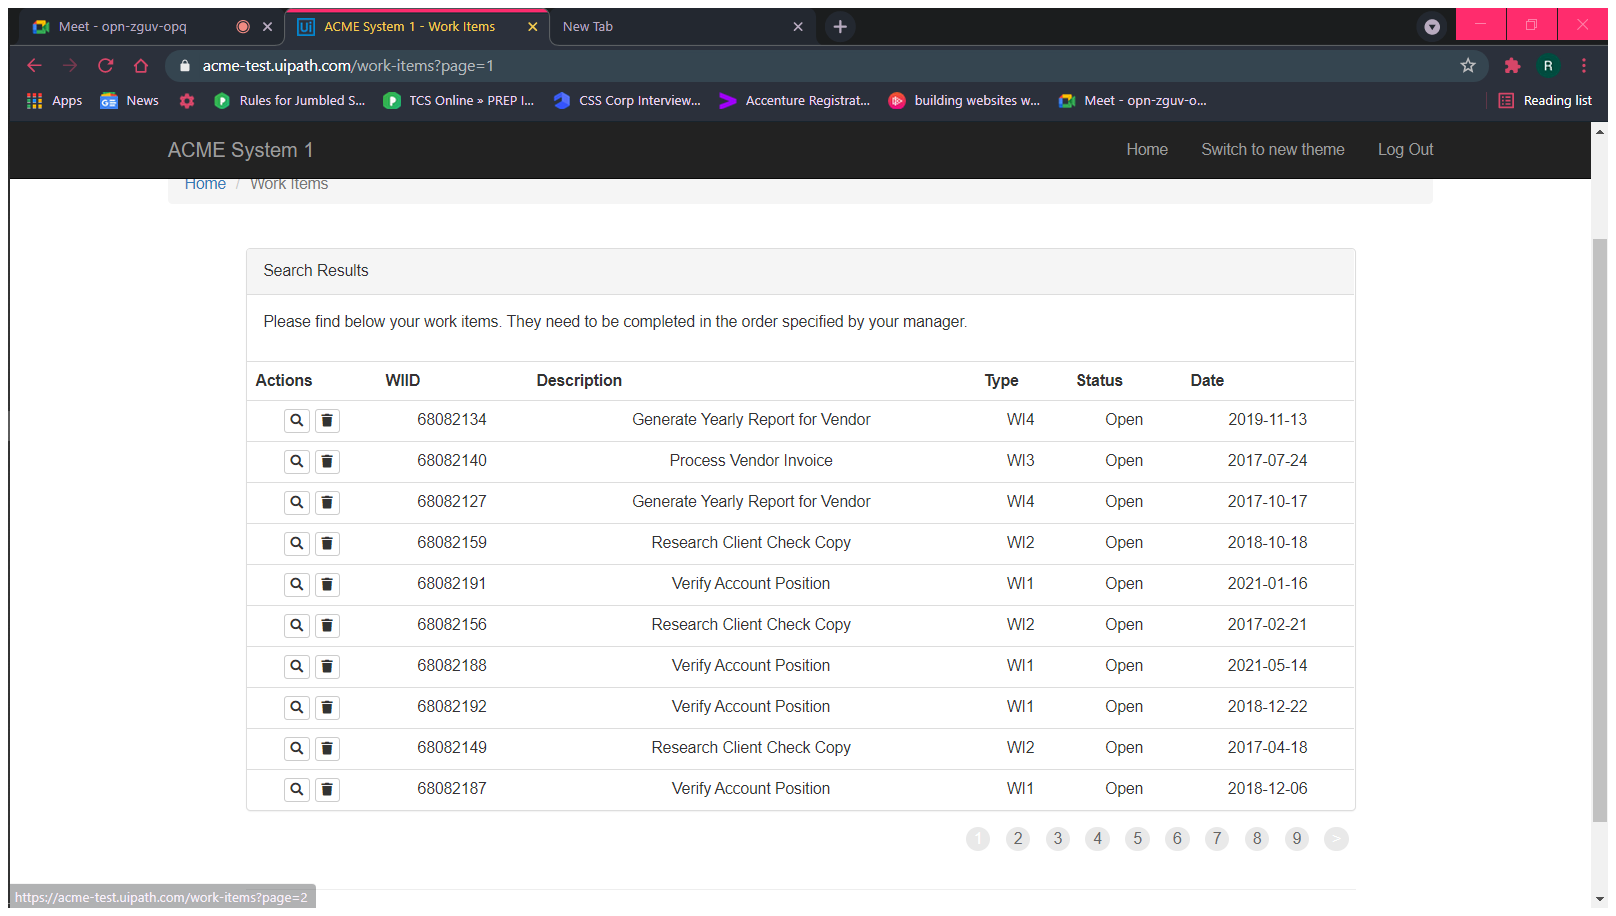 Meet - opn-zguv-opq
ACME System 1 - Work Items
New Tab
acme-test.uipath.com/work-items?page=1
R
Apps
News
Rules for Jumbled S...
TCS Online » PREP I...
CSS Corp Interview...
Accenture Registrat...
building websites w...
Meet - opn-zguv-o...
Reading list
ACME System 1
Home
Switch to new theme
Log Out
Home / Work Items
Search Results
Please find below your work items. They need to be completed in the order specified by your manager.
Actions WIID Description Type Status Date
68082134 Generate Yearly Report for Vendor WI4 Open 2019-11-13
68082140 Process Vendor Invoice WI3 Open 2017-07-24
68082127 Generate Yearly Report for Vendor WI4 Open 2017-10-17
68082159 Research Client Check Copy WI2 Open 2018-10-18
68082191 Verify Account Position WI1 Open 2021-01-16
68082156 Research Client Check Copy WI2 Open 2017-02-21
68082188 Verify Account Position WI1 Open 2021-05-14
68082192 Verify Account Position WI1 Open 2018-12-22
68082149 Research Client Check Copy WI2 Open 2017-04-18
68082187 Verify Account Position WI1 Open 2018-12-06
1 2 3 4 5 6 7 8 9 >
https://acme-test.uipath.com/work-items?page=2